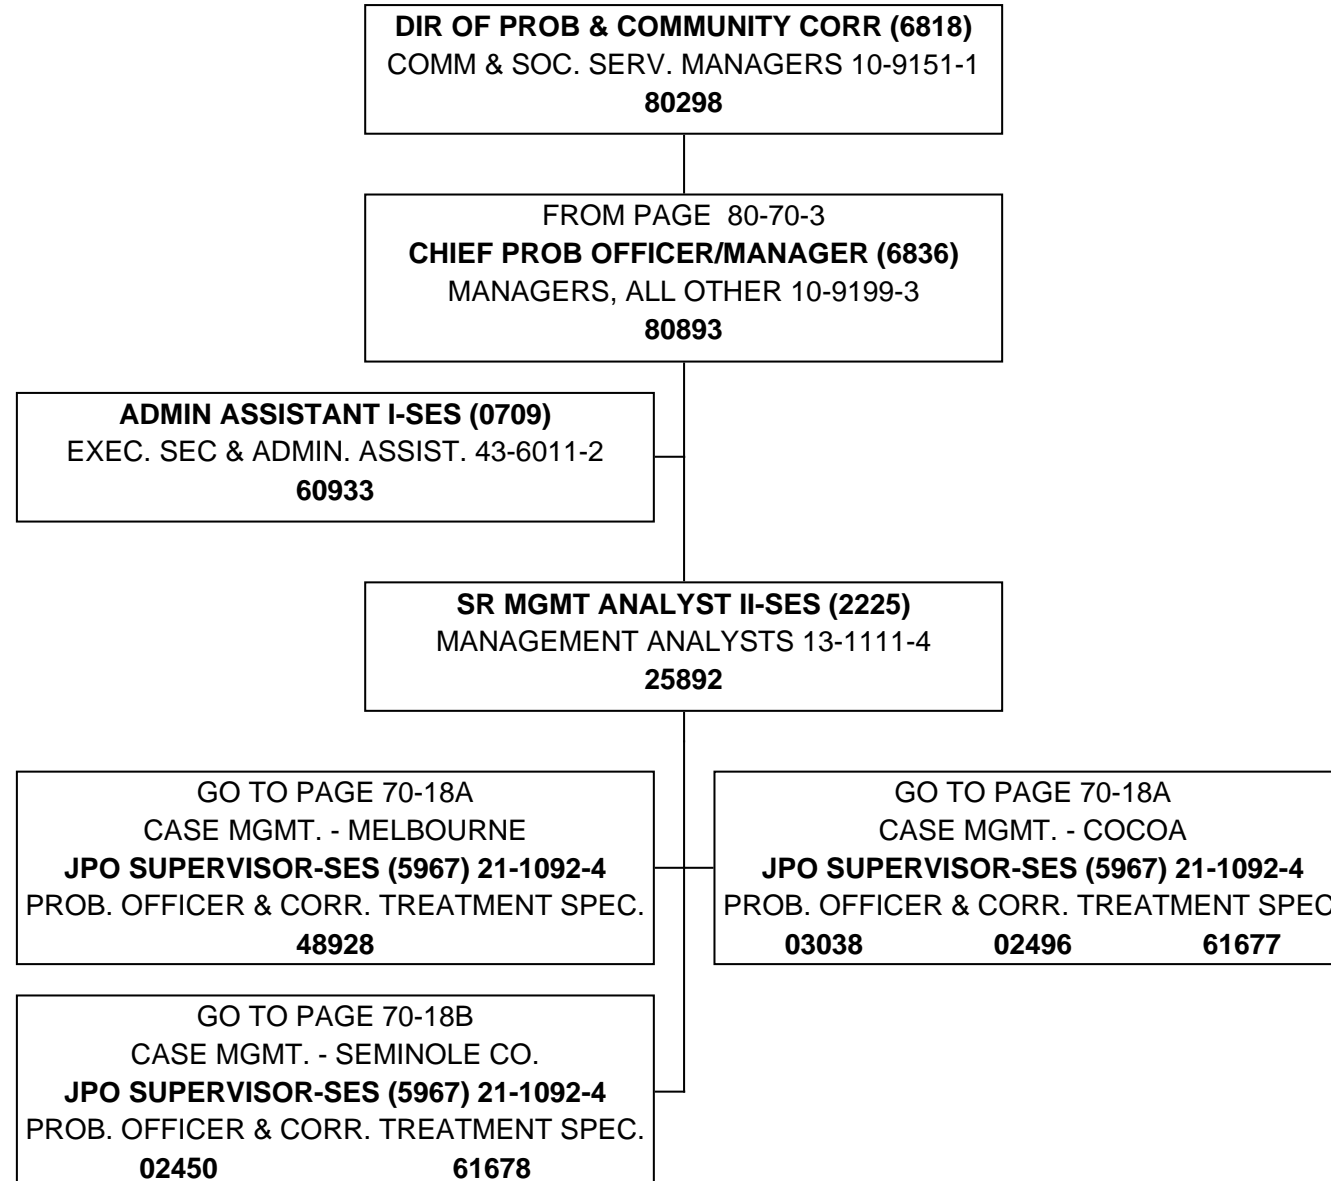 DIR OF PROB & COMMUNITY CORR (6818)
COMM & SOC. SERV. MANAGERS 10-9151-1
80298
FROM PAGE 80-70-3
CHIEF PROB OFFICER/MANAGER (6836)
MANAGERS, ALL OTHER 10-9199-3
80893
ADMIN ASSISTANT I-SES (0709)
EXEC. SEC & ADMIN. ASSIST. 43-6011-2
60933
SR MGMT ANALYST II-SES (2225)
MANAGEMENT ANALYSTS 13-1111-4
25892
GO TO PAGE 70-18A
CASE MGMT. - MELBOURNE
JPO SUPERVISOR-SES (5967) 21-1092-4
PROB. OFFICER & CORR. TREATMENT SPEC.
48928
GO TO PAGE 70-18A
CASE MGMT. - COCOA
JPO SUPERVISOR-SES (5967) 21-1092-4
PROB. OFFICER & CORR. TREATMENT SPEC
03038 02496 61677
GO TO PAGE 70-18B
CASE MGMT. - SEMINOLE CO.
JPO SUPERVISOR-SES (5967) 21-1092-4
PROB. OFFICER & CORR. TREATMENT SPEC.
02450 61678